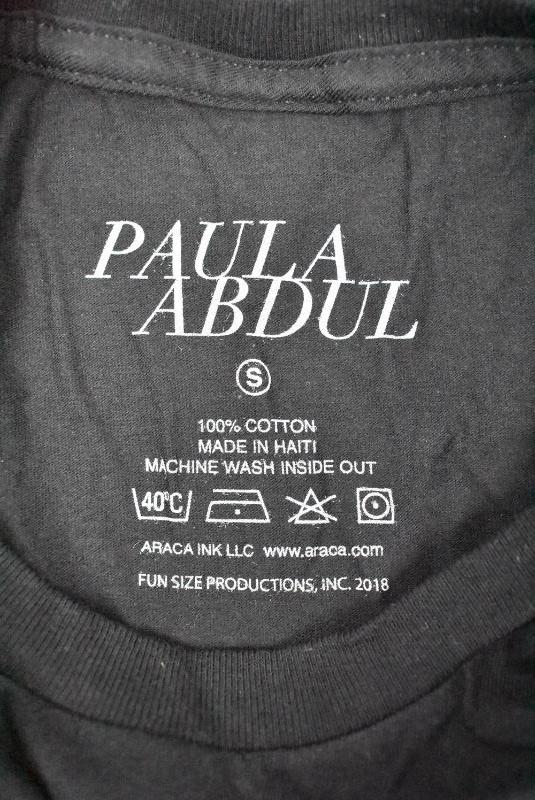 PAULA
ABDUL
S
100% COTTON
MADE IN HAITI
MACHINE WASH INSIDE OUT
40°C
ARACA INK LLC www.araca.com
FUN SIZE PRODUCTIONS, INC. 2018